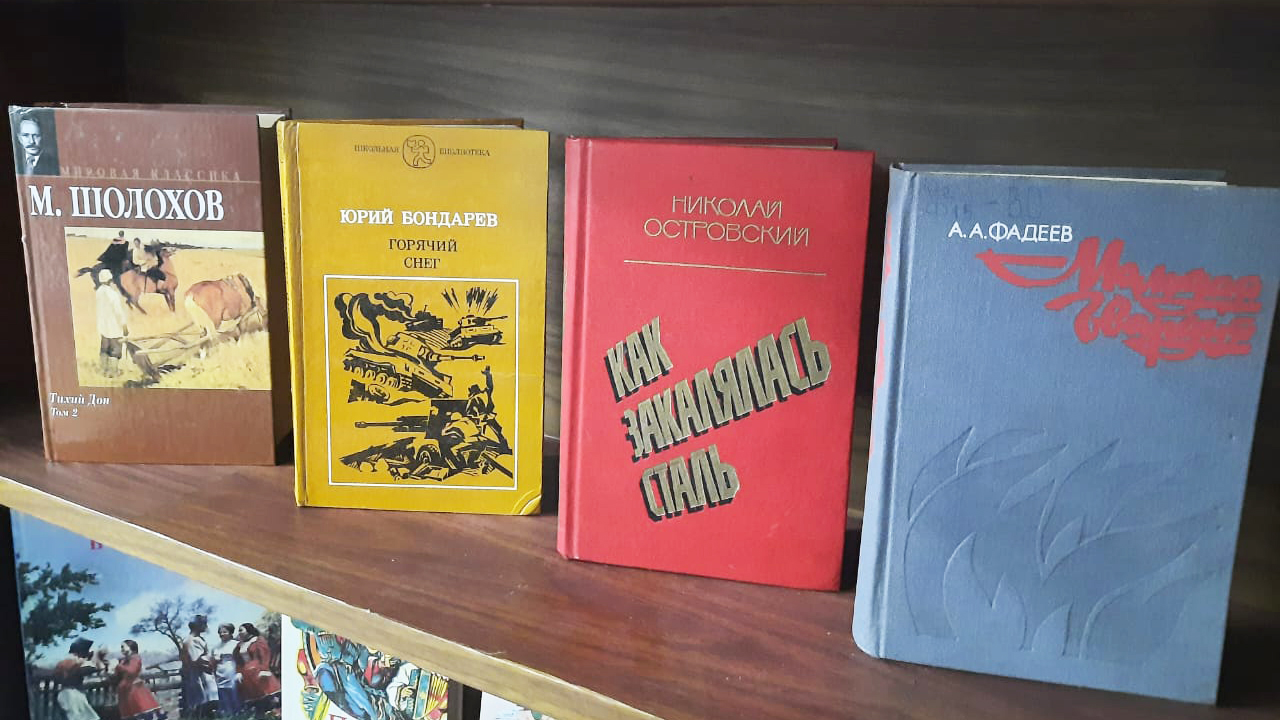 МИРОВАЯ КЛАССИКА
М. ШОЛОХОВ
Тихий Дон
Том 2
ШКОЛЬНАЯ БИБЛИОТЕКА
ЮРИЙ БОНДАРЕВ
ГОРЯЧИЙ
СНЕГ
НИКОЛАЙ
ОСТРОВСКИЙ
КАК
ЗАКАЛЯЛАСЬ
СТАЛЬ
А.А.ФАДЕЕВ
Молодая
Гвардия